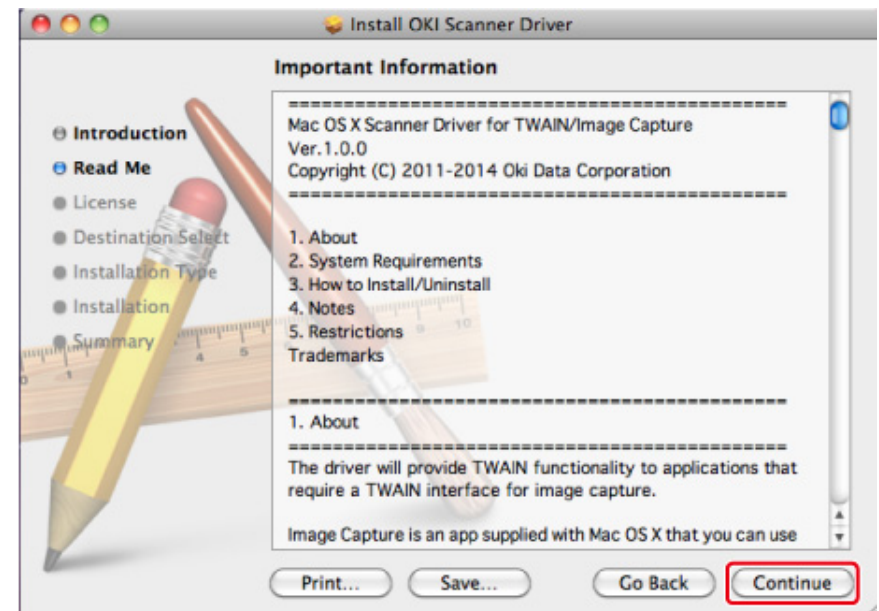 Install OKI Scanner Driver
Important Information
Introduction
Read Me
License
Destination Select
Installation Type
Installation
Summary
================================================
Mac OS X Scanner Driver for TWAIN/Image Capture
Ver.1.0.0
Copyright (C) 2011-2014 Oki Data Corporation
================================================
1. About
2. System Requirements
3. How to Install/Uninstall
4. Notes
5. Restrictions
Trademarks
================================================
1. About
================================================
The driver will provide TWAIN functionality to applications that
require a TWAIN interface for image capture.
Image Capture is an app supplied with Mac OS X that you can use
Print...
Save...
Go Back
Continue